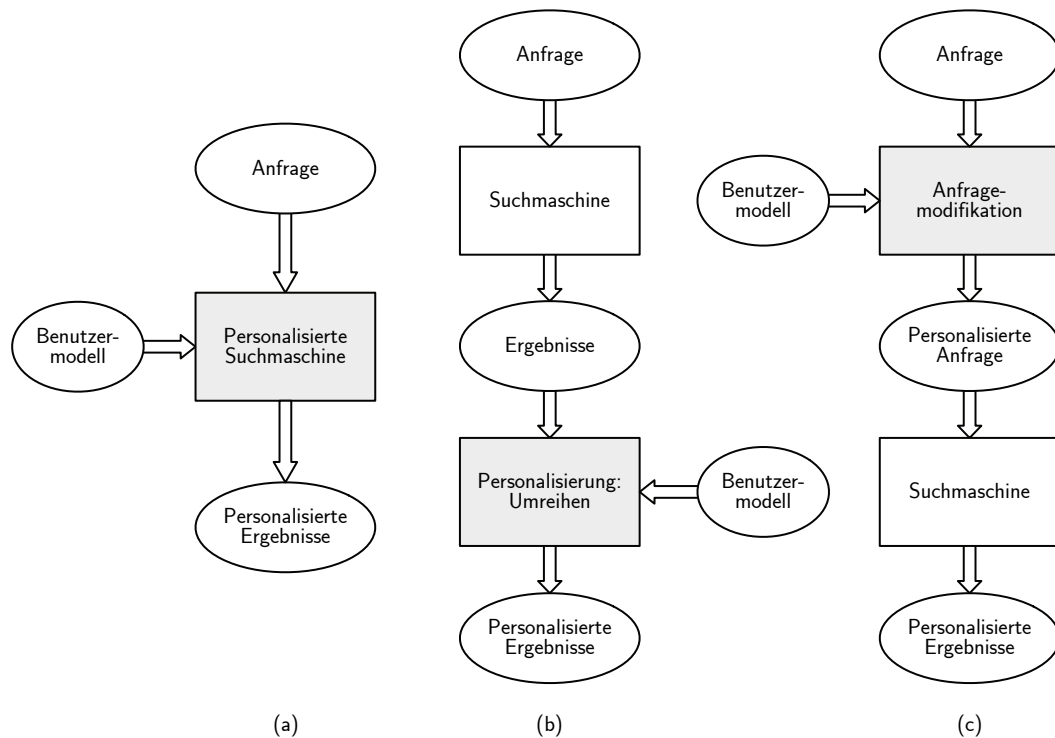 Anfrage
Benutzer-
modell
Personalisierte
Suchmaschine
Personalisierte
Ergebnisse
(a)
Anfrage
Suchmaschine
Ergebnisse
Personalisierung:
Umreihen
Benutzer-
modell
Personalisierte
Ergebnisse
(b)
Anfrage
Benutzer-
modell
Anfrage-
modifikation
Personalisierte
Anfrage
Suchmaschine
Personalisierte
Ergebnisse
(c)